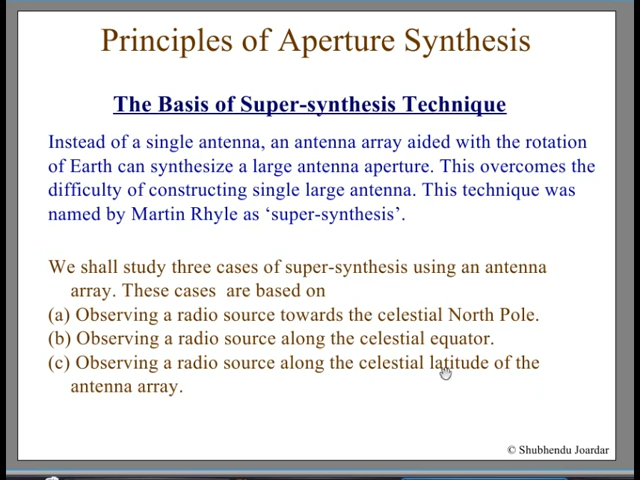 Principles of Aperture Synthesis
The Basis of Super-synthesis Technique
Instead of a single antenna, an antenna array aided with the rotation
of Earth can synthesize a large antenna aperture. This overcomes the
difficulty of constructing single large antenna. This technique was
named by Martin Rhyle as ‘super-synthesis’.
We shall study three cases of super-synthesis using an antenna
array. These cases are based on
(a) Observing a radio source towards the celestial North Pole.
(b) Observing a radio source along the celestial equator.
(c) Observing a radio source along the celestial latitude of the
antenna array.
© Shubhendu Joardar